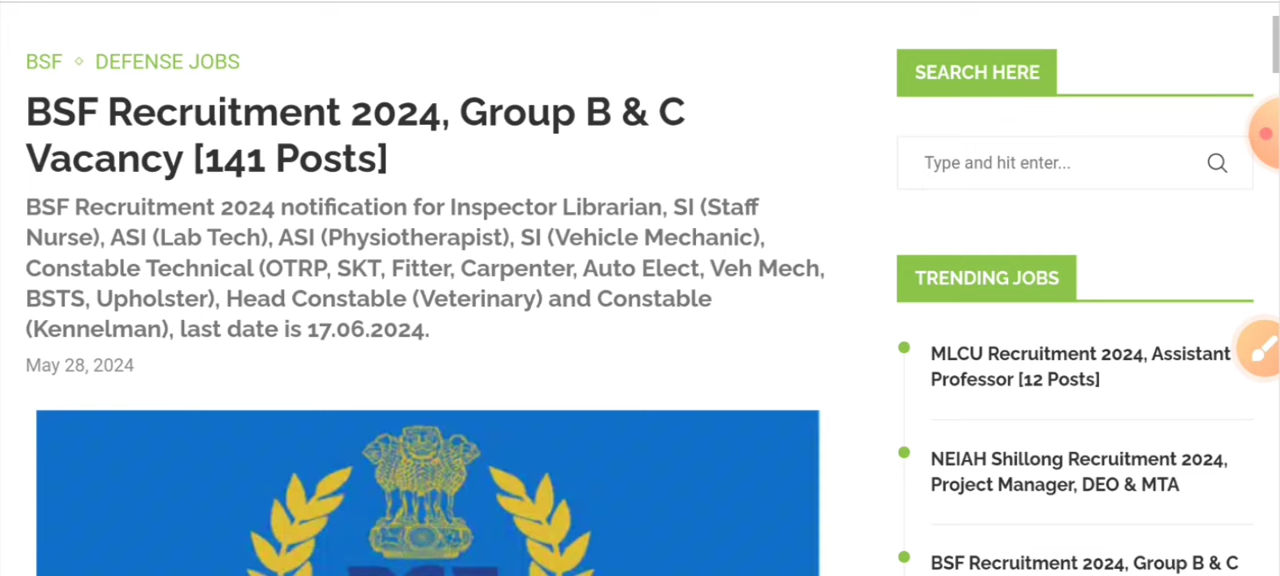 BSF ⋄ DEFENSE JOBS
BSF Recruitment 2024, Group B & C
Vacancy [141 Posts]
BSF Recruitment 2024 notification for Inspector Librarian, SI (Staff
Nurse), ASI (Lab Tech), ASI (Physiotherapist), SI (Vehicle Mechanic),
Constable Technical (OTRP, SKT, Fitter, Carpenter, Auto Elect, Veh Mech,
BSTS, Upholster), Head Constable (Veterinary) and Constable
(Kennelman), last date is 17.06.2024.
May 28, 2024
SEARCH HERE
Type and hit enter...
TRENDING JOBS
MLCU Recruitment 2024, Assistant
Professor [12 Posts]
NEIAH Shillong Recruitment 2024,
Project Manager, DEO & MTA
BSF Recruitment 2024, Group B & C